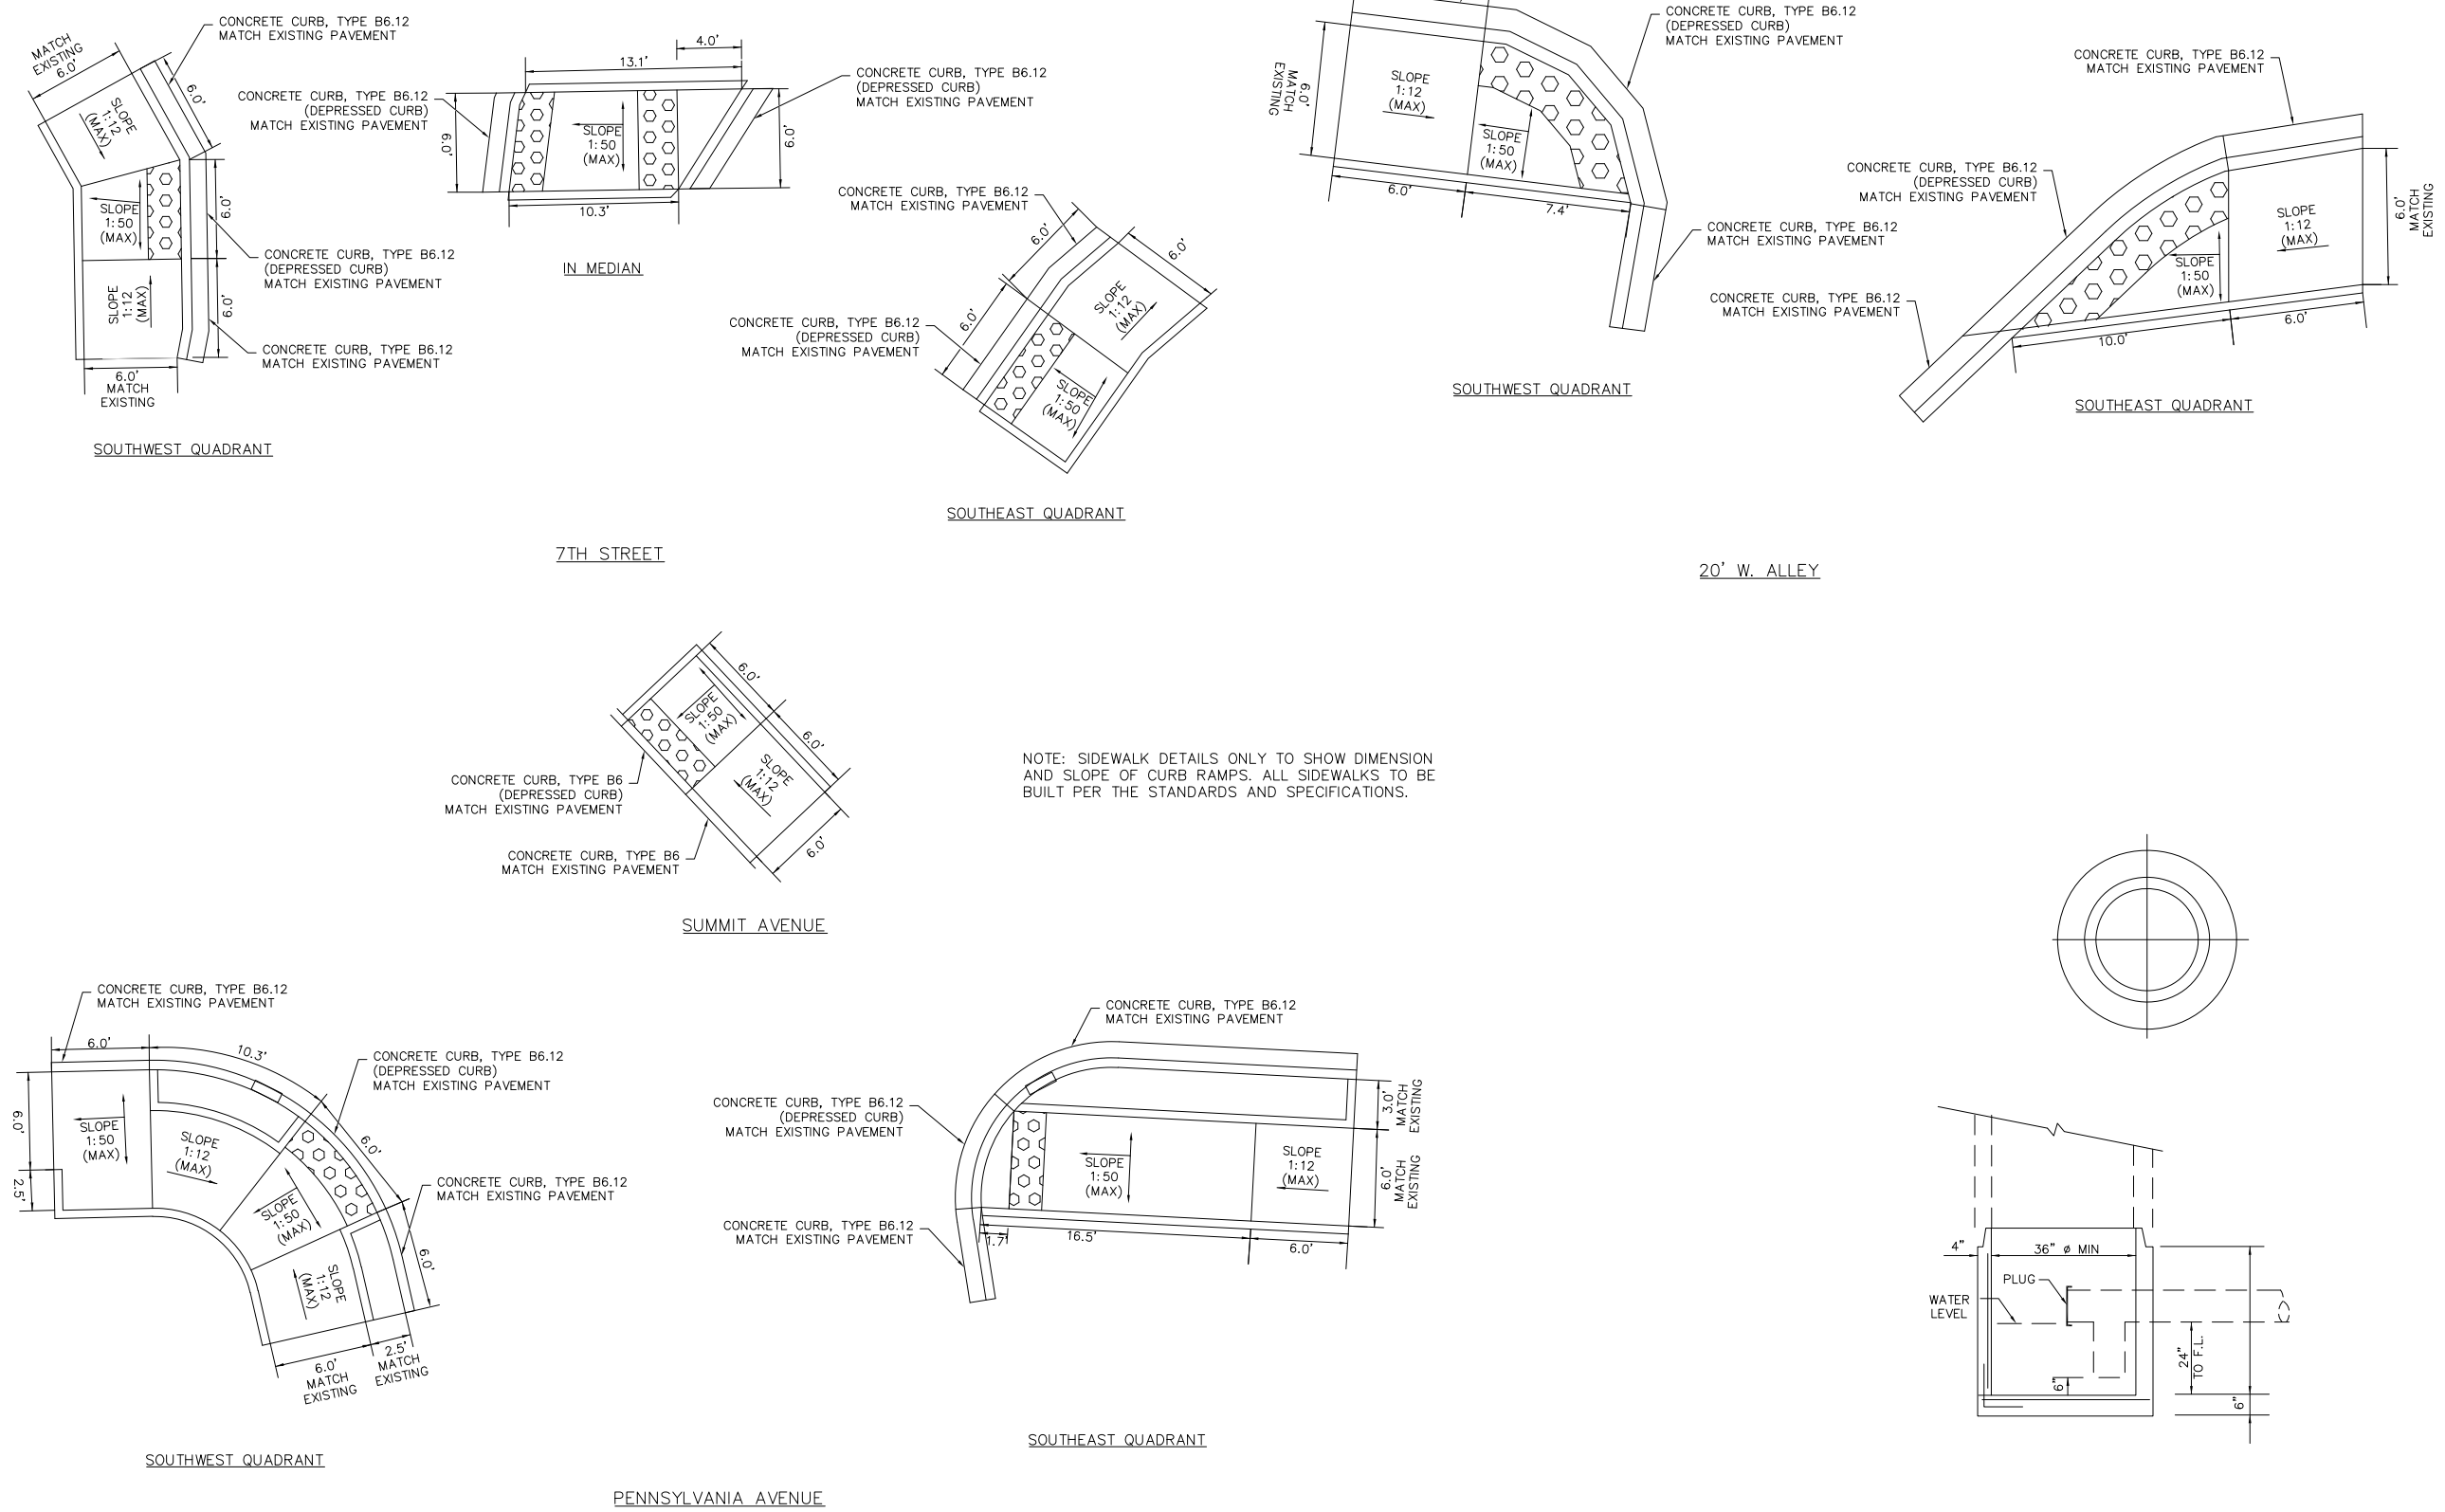 CONCRETE CURB, TYPE B6.12
MATCH EXISTING PAVEMENT
MATCH
EXISTING
6.0'
6.0'
SLOPE
1:12
(MAX)
SLOPE
1:50
(MAX)
6.0'
CONCRETE CURB, TYPE B6.12
(DEPRESSED CURB)
MATCH EXISTING PAVEMENT
SLOPE
1:12
(MAX)
6.0'
CONCRETE CURB, TYPE B6.12
MATCH EXISTING PAVEMENT
6.0'
MATCH
EXISTING
SOUTHWEST QUADRANT
4.0'
13.1'
CONCRETE CURB, TYPE B6.12
(DEPRESSED CURB)
MATCH EXISTING PAVEMENT
CONCRETE CURB, TYPE B6.12
(DEPRESSED CURB)
MATCH EXISTING PAVEMENT
6.0'
SLOPE
1:50
(MAX)
6.0'
10.3'
IN MEDIAN
CONCRETE CURB, TYPE B6.12
MATCH EXISTING PAVEMENT
6.0'
6.0'
SLOPE
1:12
(MAX)
CONCRETE CURB, TYPE B6.12
(DEPRESSED CURB)
MATCH EXISTING PAVEMENT
6.0'
SLOPE
1:50
(MAX)
SOUTHEAST QUADRANT
7TH STREET
CONCRETE CURB, TYPE B6.12
(DEPRESSED CURB)
MATCH EXISTING PAVEMENT
6.0'
MATCH
EXISTING
SLOPE
1:12
(MAX)
SLOPE
1:50
(MAX)
6.0'
7.4'
CONCRETE CURB, TYPE B6.12
MATCH EXISTING PAVEMENT
SOUTHWEST QUADRANT
CONCRETE CURB, TYPE B6.12
MATCH EXISTING PAVEMENT
CONCRETE CURB, TYPE B6.12
(DEPRESSED CURB)
MATCH EXISTING PAVEMENT
6.0'
MATCH
EXISTING
SLOPE
1:12
(MAX)
SLOPE
1:50
(MAX)
CONCRETE CURB, TYPE B6.12
MATCH EXISTING PAVEMENT
10.0'
6.0'
SOUTHEAST QUADRANT
20' W. ALLEY
6.0'
SLOPE
1:50
(MAX)
6.0'
SLOPE
1:12
(MAX)
6.0'
CONCRETE CURB, TYPE B6
(DEPRESSED CURB)
MATCH EXISTING PAVEMENT
CONCRETE CURB, TYPE B6
MATCH EXISTING PAVEMENT
SUMMIT AVENUE
NOTE: SIDEWALK DETAILS ONLY TO SHOW DIMENSION
AND SLOPE OF CURB RAMPS. ALL SIDEWALKS TO BE
BUILT PER THE STANDARDS AND SPECIFICATIONS.
CONCRETE CURB, TYPE B6.12
MATCH EXISTING PAVEMENT
6.0'
10.3'
CONCRETE CURB, TYPE B6.12
(DEPRESSED CURB)
MATCH EXISTING PAVEMENT
6.0'
2.5'
SLOPE
1:50
(MAX)
SLOPE
1:12
(MAX)
6.0'
SLOPE
1:50
(MAX)
CONCRETE CURB, TYPE B6.12
MATCH EXISTING PAVEMENT
6.0'
SLOPE
1:12
(MAX)
6.0'
MATCH
EXISTING
2.5'
MATCH
EXISTING
SOUTHWEST QUADRANT
CONCRETE CURB, TYPE B6.12
MATCH EXISTING PAVEMENT
CONCRETE CURB, TYPE B6.12
(DEPRESSED CURB)
MATCH EXISTING PAVEMENT
3.0'
MATCH
EXISTING
SLOPE
1:50
(MAX)
SLOPE
1:12
(MAX)
6.0'
MATCH
EXISTING
CONCRETE CURB, TYPE B6.12
MATCH EXISTING PAVEMENT
1.7'
16.5'
6.0'
SOUTHEAST QUADRANT
PENNSYLVANIA AVENUE
4"
36" ø MIN
PLUG
WATER
LEVEL
24"
TO F.L.
6"
6"